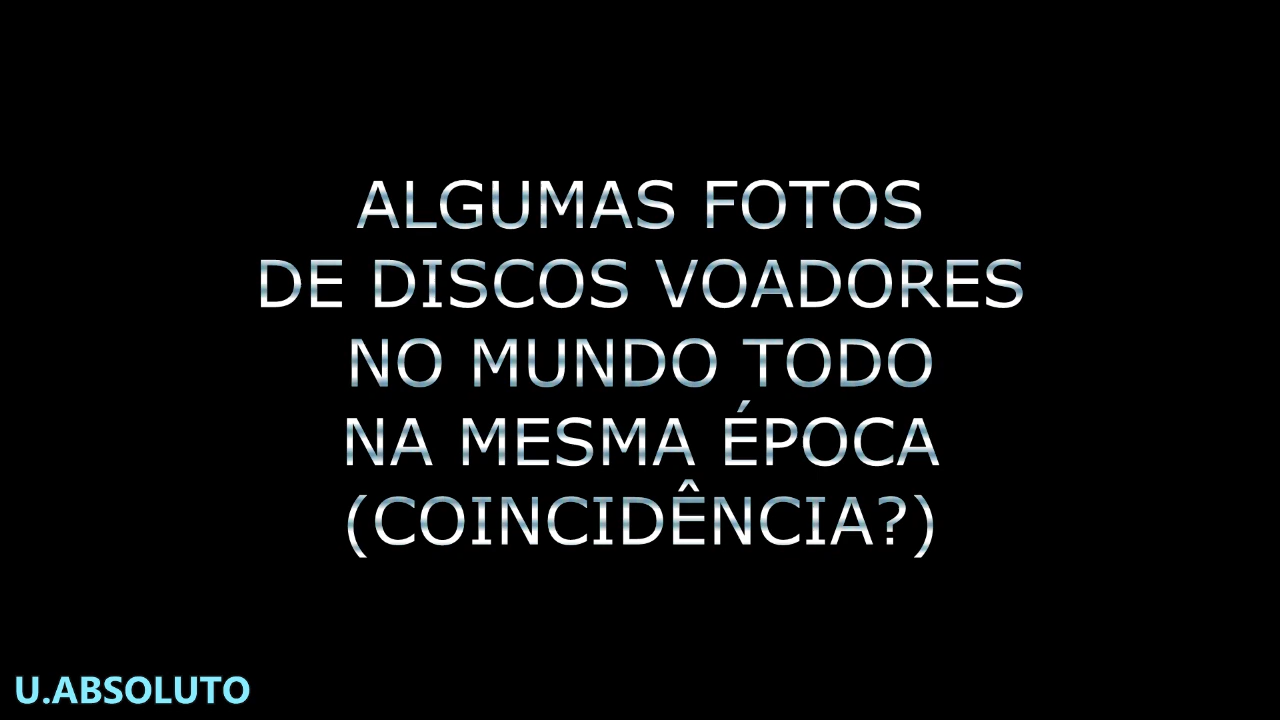 ALGUMAS FOTOS
DE DISCOS VOADORES
NO MUNDO TODO
NA MESMA ÉPOCA
(COINCIDÊNCIA?)
U.ABSOLUTO